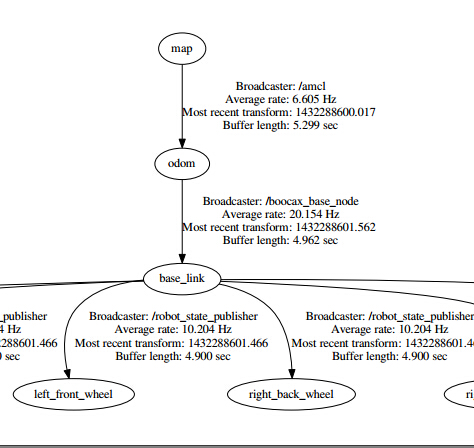 map
Broadcaster: /amcl
Average rate: 6.605 Hz
Most recent transform: 1432288600.017
Buffer length: 5.299 sec
odom
Broadcaster: /boocax_base_node
Average rate: 20.154 Hz
Most recent transform: 1432288601.562
Buffer length: 4.962 sec
base_link
_publisher
4 Hz
288601.466
0 sec
Broadcaster: /robot_state_publisher
Average rate: 10.204 Hz
Most recent transform: 1432288601.466
Buffer length: 4.900 sec
Broadcaster: /robot_state_publisher
Average rate: 10.204 Hz
Most recent transform: 1432288601.466
Buffer length: 4.900 sec
left_front_wheel
right_back_wheel